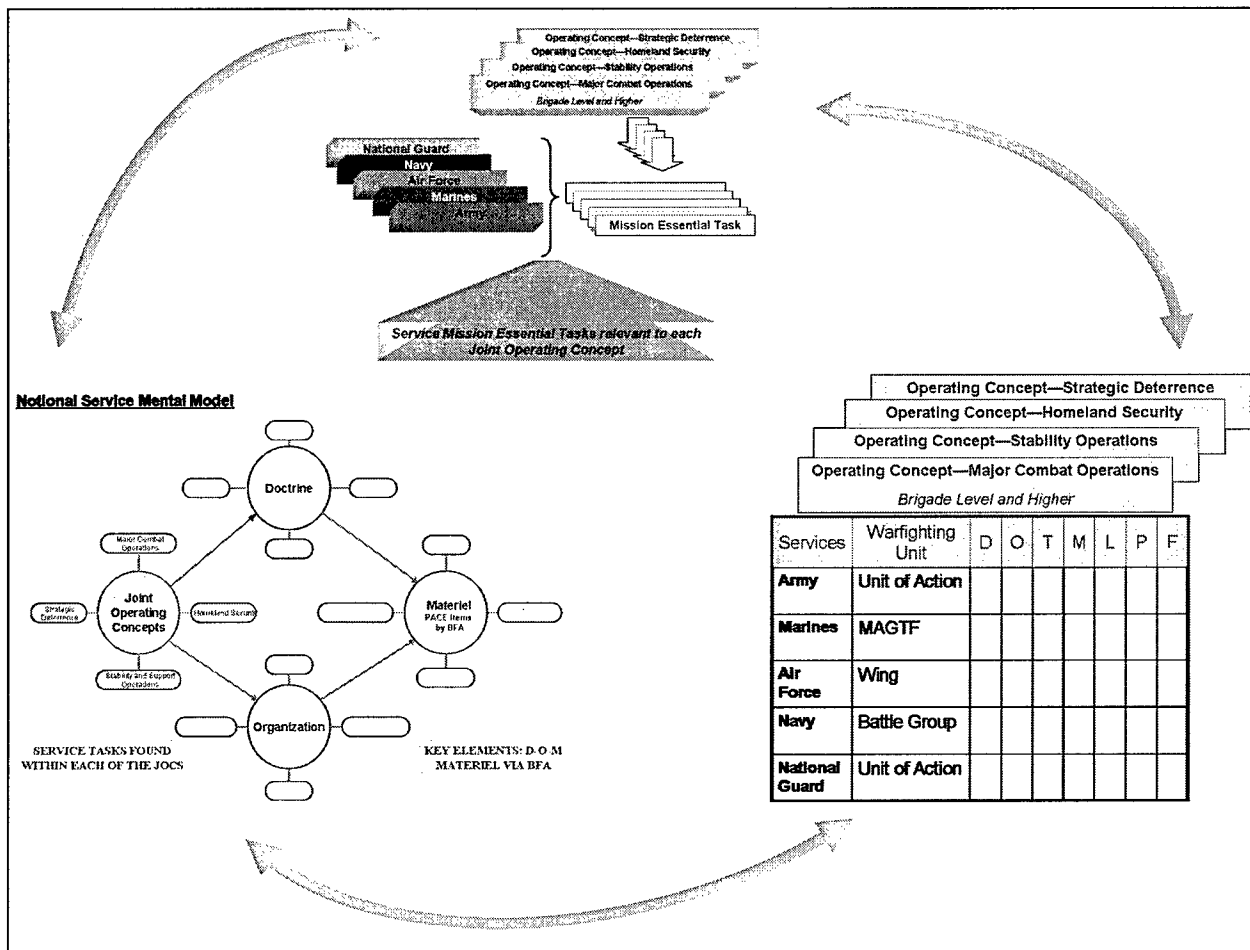 Operating Concept—Strategic Deterrence
Operating Concept—Homeland Security
Operating Concept—Stability Operations
Operating Concept—Major Combat Operations
Brigade Level and Higher
National Guard
Navy
Air Force
Marines
Army
Mission Essential Task
Service Mission Essential Tasks relevant to each
Joint Operating Concept
Notional Service Mental Model
Doctrine
Major Combat
Operations
Strategic
Deterrence
Joint
Operating
Concepts
Homeland Security
Stability and Support
Operations
Materiel
PACE Items
by BFA
Organization
SERVICE TASKS FOUND
WITHIN EACH OF THE JOCS
KEY ELEMENTS: D-O-M
MATERIEL VIA BFA
Operating Concept—Strategic Deterrence
Operating Concept—Homeland Security
Operating Concept—Stability Operations
Operating Concept—Major Combat Operations
Brigade Level and Higher
Services Warfighting Unit D O T M L P F
Army Unit of Action
Marines MAGTF
Air Force Wing
Navy Battle Group
National Guard Unit of Action